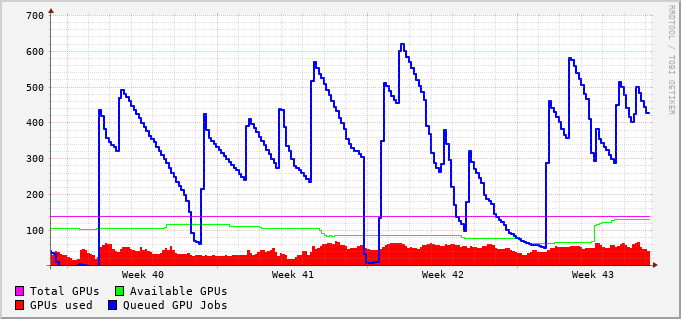 700
600
500
400
300
200
100
Week 40 Week 41 Week 42 Week 43
Total GPUs Available GPUs
GPUs used Queued GPU Jobs
RRDTOOL / TOBI OETIKER